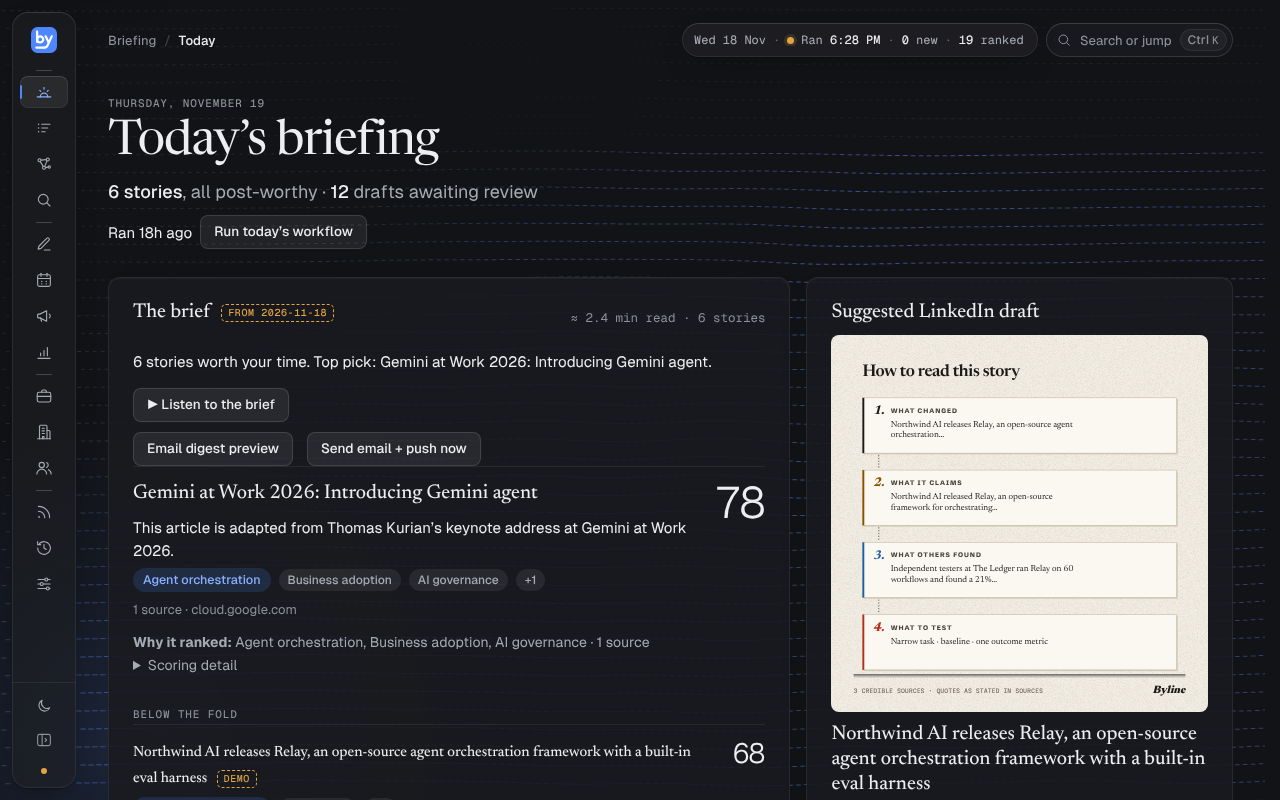 by
Briefing / Today
Wed 18 Nov · Ran 6:28 PM · 0 new · 19 ranked
Search or jump Ctrl K
THURSDAY, NOVEMBER 19
Today’s briefing
6 stories, all post-worthy · 12 drafts awaiting review
Ran 18h ago
Run today’s workflow
The brief
FROM 2026-11-18
≈ 2.4 min read · 6 stories
6 stories worth your time. Top pick: Gemini at Work 2026: Introducing Gemini agent.
▶ Listen to the brief
Email digest preview
Send email + push now
Gemini at Work 2026: Introducing Gemini agent
78
This article is adapted from Thomas Kurian’s keynote address at Gemini at Work
2026.
Agent orchestration
Business adoption
AI governance
+1
1 source · cloud.google.com
Why it ranked: Agent orchestration, Business adoption, AI governance · 1 source
▶ Scoring detail
BELOW THE FOLD
Northwind AI releases Relay, an open-source agent orchestration framework with a built-in
eval harness DEMO
68
Suggested LinkedIn draft
How to read this story
1. WHAT CHANGED
Northwind AI releases Relay, an open-source agent
orchestration…
2. WHAT IT CLAIMS
Northwind AI released Relay, an open-source
framework for orchestrating…
3. WHAT OTHERS FOUND
Independent testers at The Ledger ran Relay on 60
workflows and found a 21%…
4. WHAT TO TEST
Narrow task · baseline · one outcome metric
3 CREDIBLE SOURCES · QUOTES AS STATED IN SOURCES
Byline
Northwind AI releases Relay, an open-source
agent orchestration framework with a built-in
eval harness